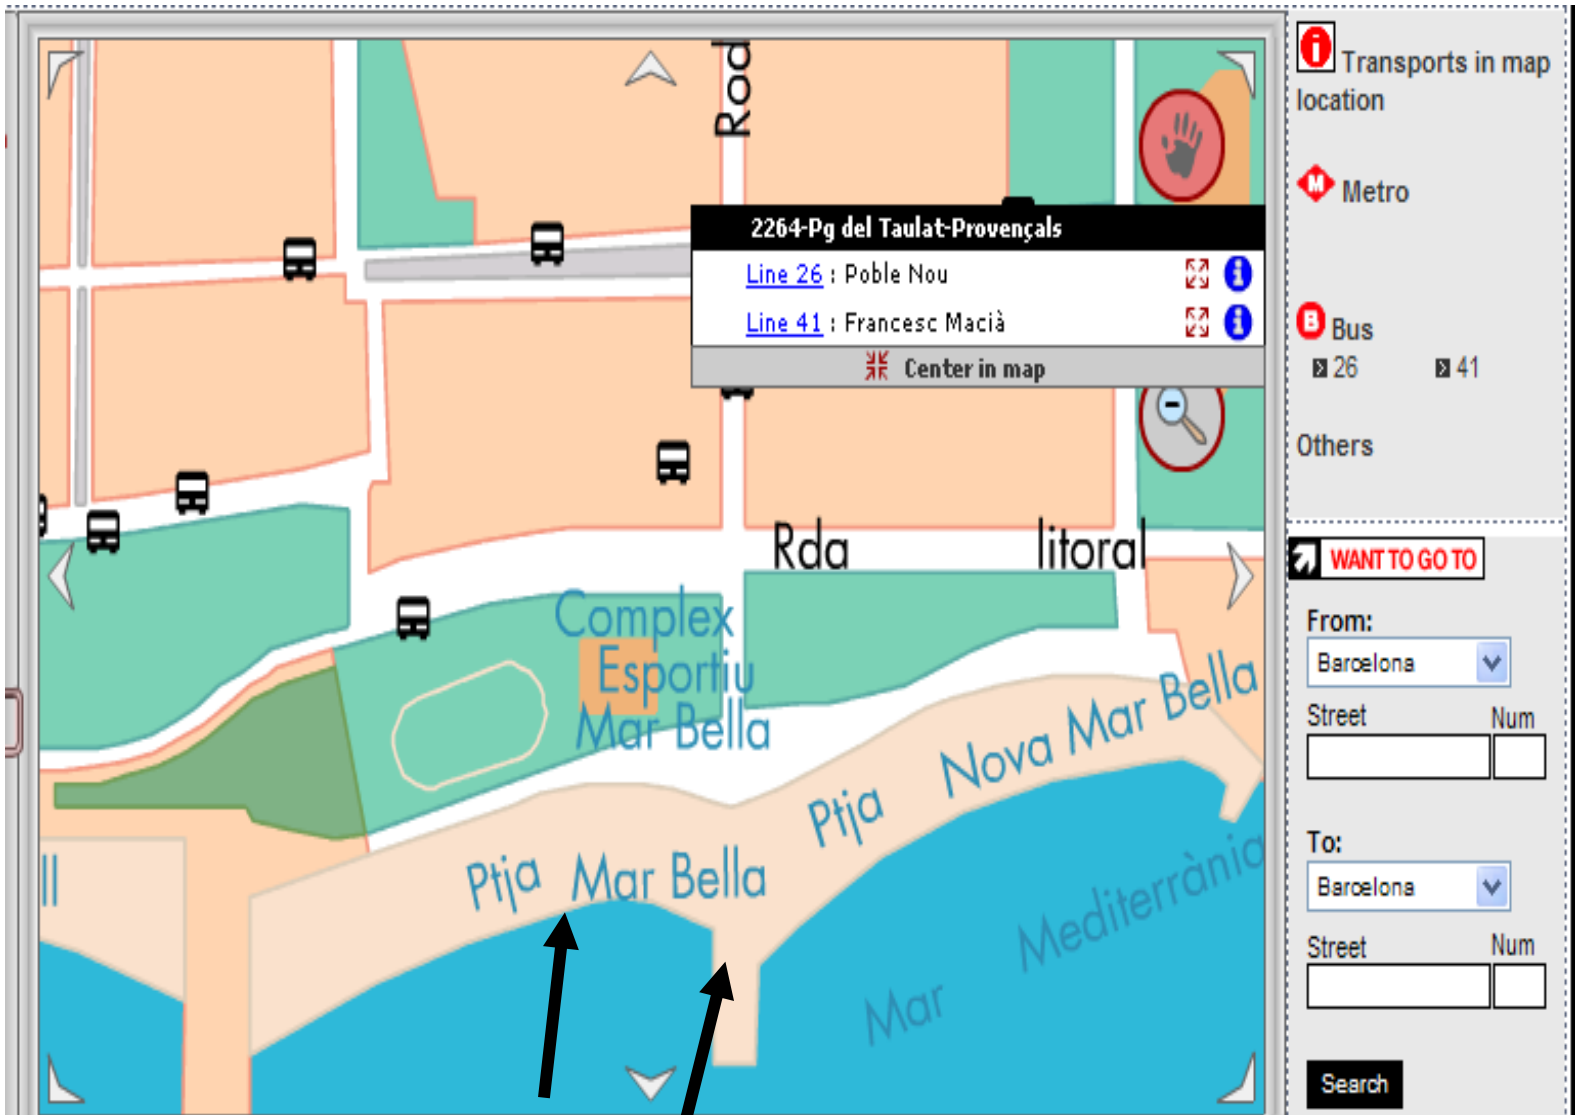 Rod
2264-Pg del Taulat-Provençals
Line 26 : Poble Nou
Line 41 : Francesc Macià
Center in map
Rda litoral
Complex
Esportiu
Mar Bella
Ptja Nova Mar Bella
Ptja Mar Bella
ll
Mar Mediterrània
Transports in map
location
M Metro
B Bus
26 41
Others
WANT TO GO TO
From:
Barcelona
Street Num
To:
Barcelona
Street Num
Search